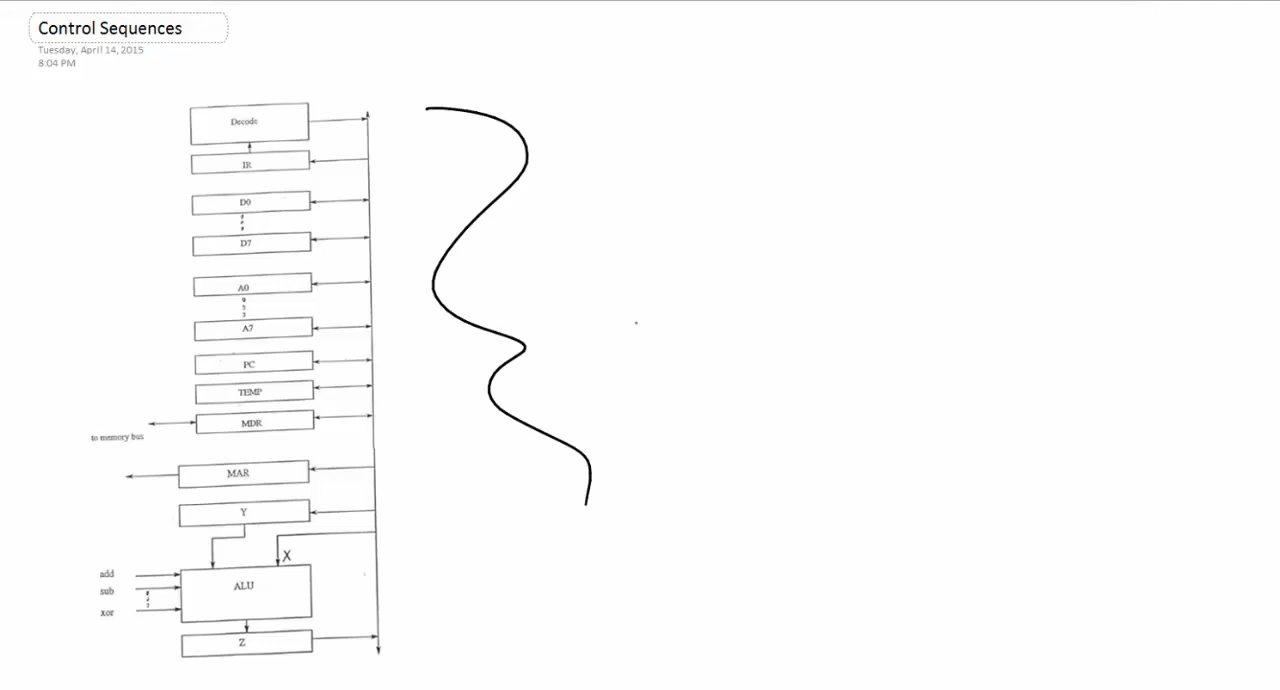 Control Sequences
Tuesday, April 14, 2015
8:04 PM
Decode
IR
D0
D7
A0
A7
PC
TEMP
MDR
to memory bus
MAR
Y
X
add
sub
xor
ALU
Z